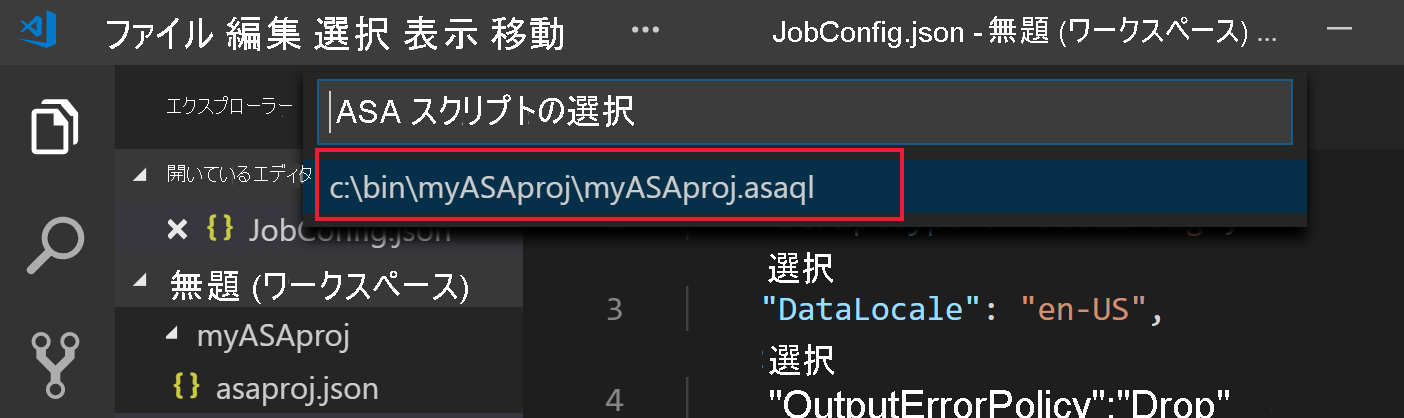 ファイル 編集 選択 表示 移動 ··· JobConfig.json - 無題 (ワークスペース) ...
エクスプローラー
ASA スクリプトの選択
開いているエディタ
c:\bin\myASAproj\myASAproj.asaql
{} JobConfig.json
選択
無題 (ワークスペース)
3 "DataLocale": "en-US",
myASAproj
選択
{} asaproj.json
4 "OutputErrorPolicy":"Drop"